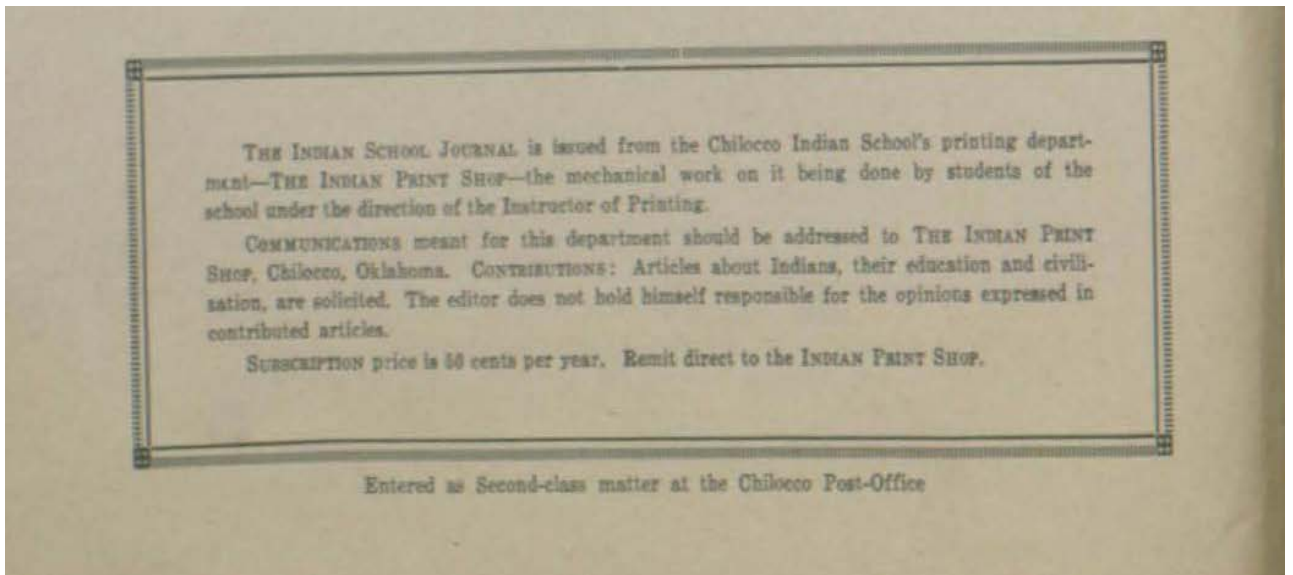 THE INDIAN SCHOOL JOURNAL is issued from the Chilocco Indian School's printing depart-
ment—THE INDIAN PRINT SHOP—the mechanical work on it being done by students of the
school under the direction of the Instructor of Printing.
COMMUNICATIONS meant for this department should be addressed to THE INDIAN PRINT
SHOP, Chilocco, Oklahoma. CONTRIBUTIONS: Articles about Indians, their education and civili-
zation, are solicited. The editor does not hold himself responsible for the opinions expressed in
contributed articles.
SUBSCRIPTION price is 50 cents per year. Remit direct to the INDIAN PRINT SHOP.
Entered as Second-class matter at the Chilocco Post-Office